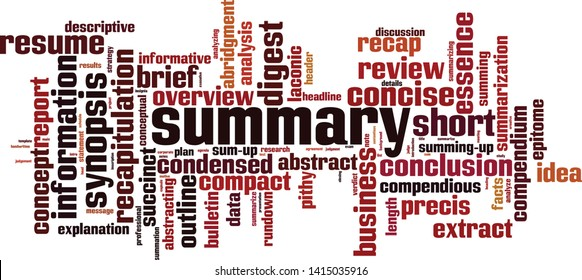 descriptive
resume
informative
brief
overview
abridgment
analyzing
analysis
digest
laconic
header
headline
discussion
recap
review
details
concise
essence
summarizing
summing
summarization
strategy
results
concept
report
information
synopsis
recapitulation
conceptual
summary
short
compendium
epitome
idea
succinct
plan
agenda
sum-up
research
condensed
abstract
summing-up
conclusion
compendious
compact
pithy
business
verdict
length
precis
facts
analyze
extract
message
explanation
professional
summation
abstracting
outline
bulletin
data
summarize
rundown
shutterstock.com · 1415035916